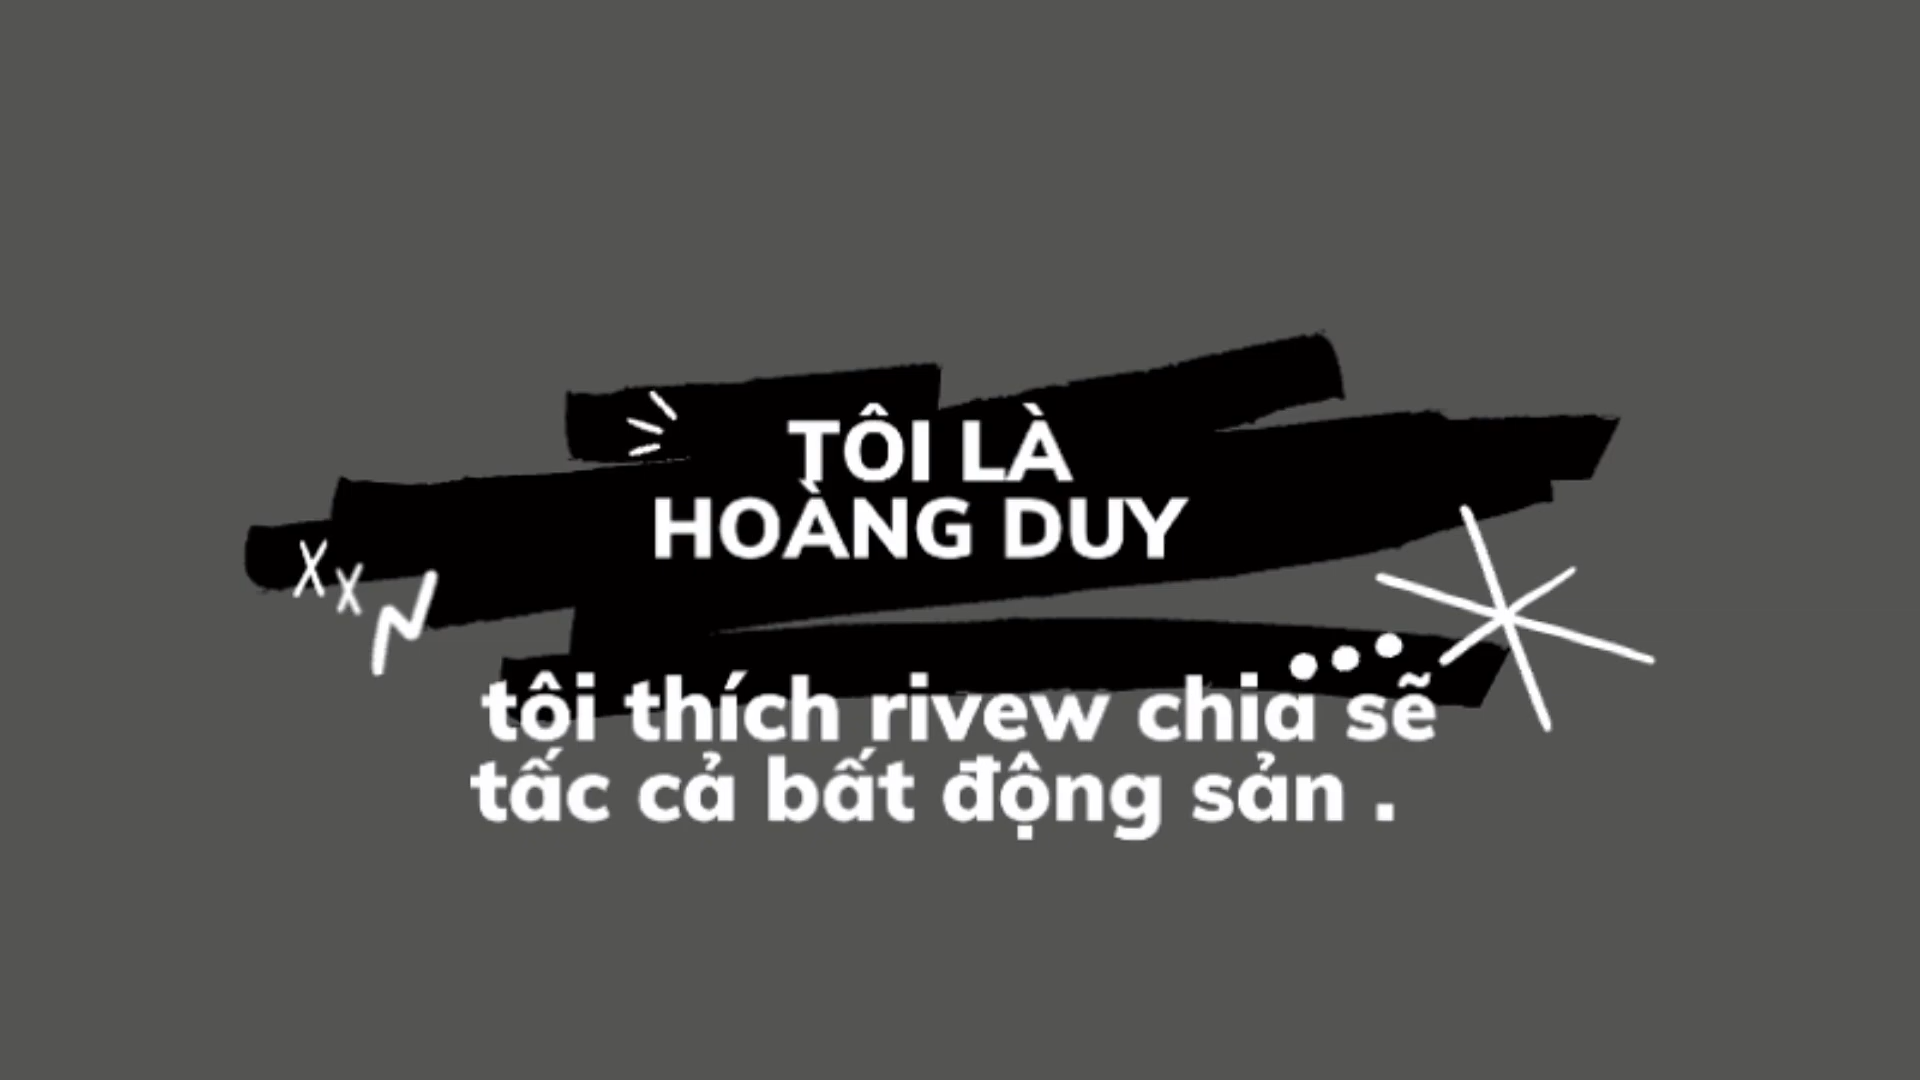 TÔI LÀ
HOÀNG DUY
tôi thích rivew chia sẽ
tấc cả bất động sản .